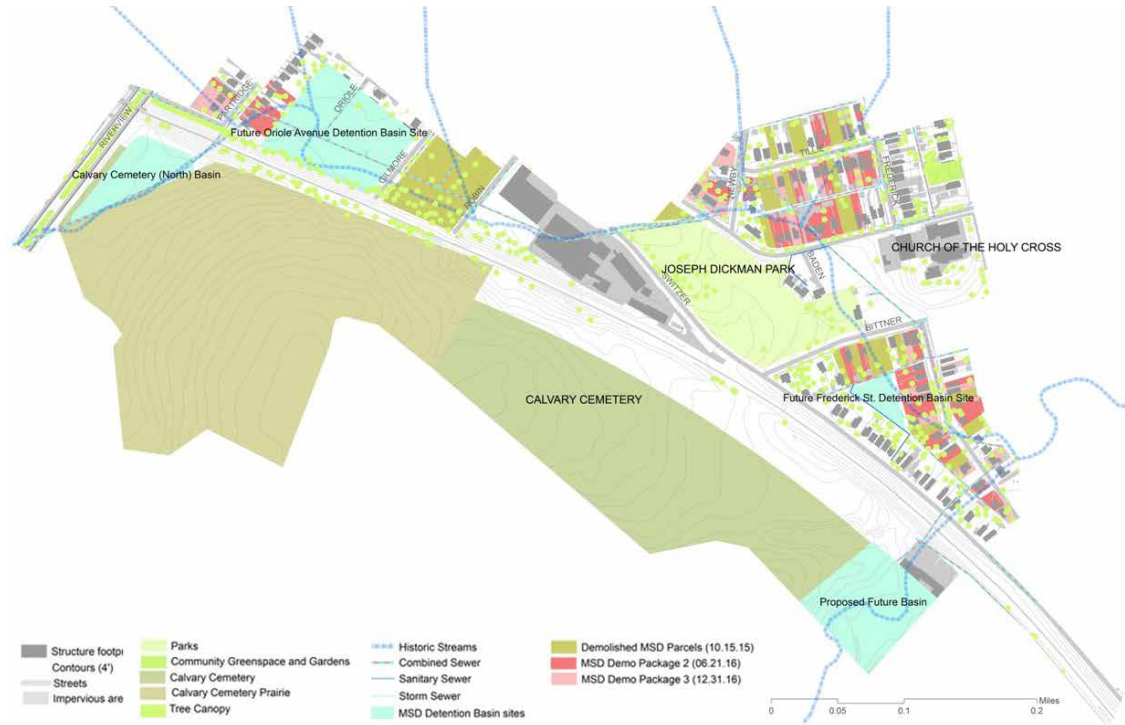 PARTRIDGE
ORIOLE
RIVERVIEW
Future Oriole Avenue Detention Basin Site
GILMORE
Calvary Cemetery (North) Basin
ROBIN
TILLIE
NEWBY
FREDERICK
CHURCH OF THE HOLY CROSS
JOSEPH DICKMAN PARK
BADEN
SWITZER
BITTNER
CALVARY CEMETERY
Future Frederick St. Detention Basin Site
Proposed Future Basin
Structure footpi
Contours (4')
Streets
Impervious are
Parks
Community Greenspace and Gardens
Calvary Cemetery
Calvary Cemetery Prairie
Tree Canopy
Historic Streams
Combined Sewer
Sanitary Sewer
Storm Sewer
MSD Detention Basin sites
Demolished MSD Parcels (10.15.15)
MSD Demo Package 2 (06.21.16)
MSD Demo Package 3 (12.31.16)
Miles
0 0.05 0.1 0.2